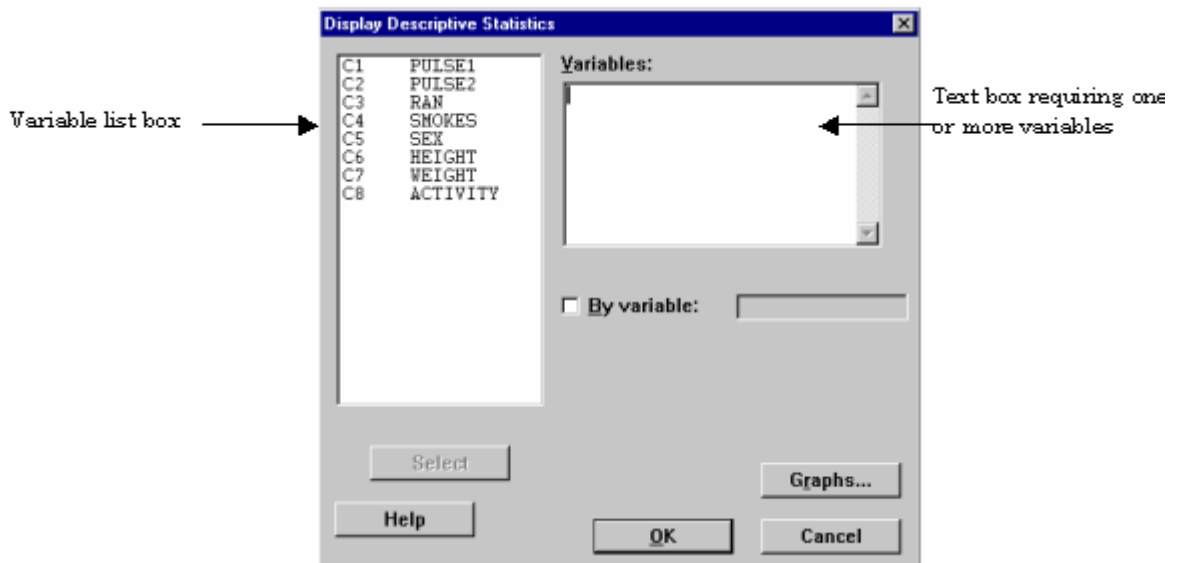 Display Descriptive Statistics
C1 PULSE1
C2 PULSE2
C3 RAN
C4 SMOKES
C5 SEX
C6 HEIGHT
C7 WEIGHT
C8 ACTIVITY
Variables:
Variable list box
Text box requiring one
or more variables
By variable:
Select
Graphs...
Help
OK
Cancel